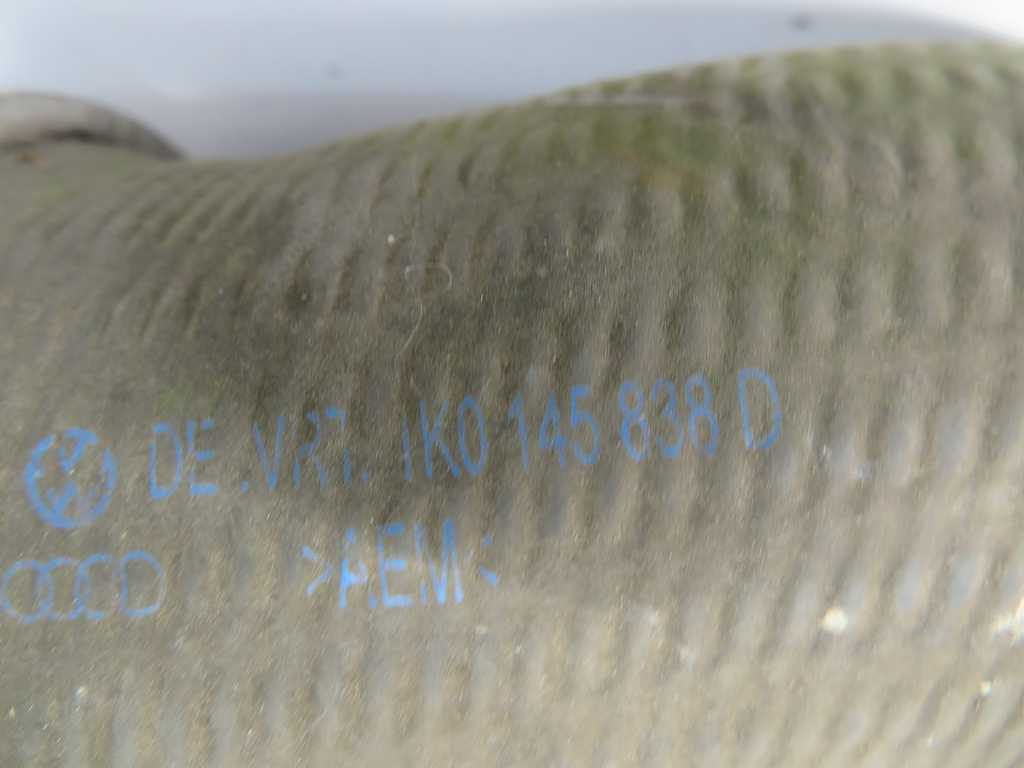 DE .VRT. 1K0 145 838 D
>AEM<